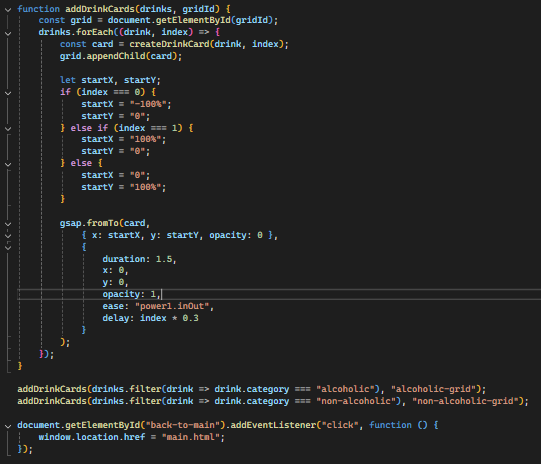 function addDrinkCards(drinks, gridId) {
    const grid = document.getElementById(gridId);
    drinks.forEach((drink, index) => {
        const card = createDrinkCard(drink, index);
        grid.appendChild(card);

        let startX, startY;
        if (index === 0) {
            startX = "-100%";
            startY = "0";
        } else if (index === 1) {
            startX = "100%";
            startY = "0";
        } else {
            startX = "0";
            startY = "100%";
        }

        gsap.fromTo(card,
            { x: startX, y: startY, opacity: 0 },
            {
                duration: 1.5,
                x: 0,
                y: 0,
                opacity: 1,
                ease: "power1.inOut",
                delay: index * 0.3
            }
        );
    });
}

addDrinkCards(drinks.filter(drink => drink.category === "alcoholic"), "alcoholic-grid");
addDrinkCards(drinks.filter(drink => drink.category === "non-alcoholic"), "non-alcoholic-grid");

document.getElementById("back-to-main").addEventListener("click", function () {
    window.location.href = "main.html";
});